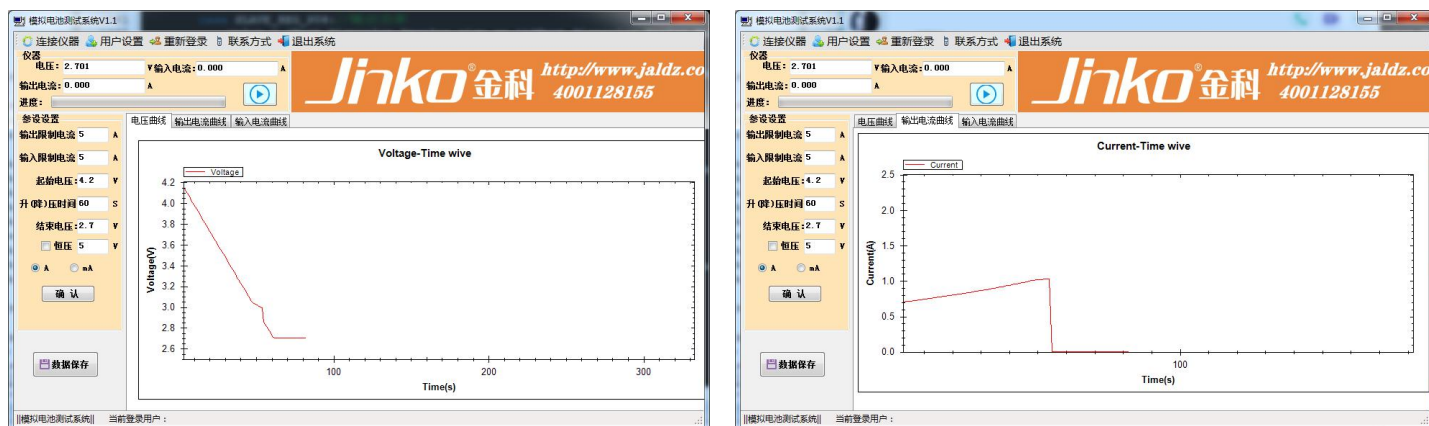 模拟电池测试系统V1.1
连接仪器 用户设置 重新登录 联系方式 退出系统
仪器
电压: 2.701 V 输入电流: 0.000 A
输出电流: 0.000 A
进度:
Jinko®金科 http://www.jaldz.co
4001128155
参设设置
输出限制电流 5 A
输入限制电流 5 A
起始电压: 4.2 V
升(降)压时间 60 S
结束电压: 2.7 V
恒压 5 V
A mA
确 认
数据保存
电压曲线 输出电流曲线 输入电流曲线
Voltage-Time wive
Voltage
4.2
4.0
3.8
3.6
3.4
3.2
3.0
2.8
2.6
Voltage(V)
100 200 300
Time(s)
||模拟电池测试系统|| 当前登录用户:
模拟电池测试系统V1.1
连接仪器 用户设置 重新登录 联系方式 退出系统
仪器
电压: 2.701 V 输入电流: 0.000 A
输出电流: 0.000 A
进度:
Jinko®金科 http://www.jaldz.co
4001128155
参设设置
输出限制电流 5 A
输入限制电流 5 A
起始电压: 4.2 V
升(降)压时间 60 S
结束电压: 2.7 V
恒压 5 V
A mA
确 认
数据保存
电压曲线 输出电流曲线 输入电流曲线
Current-Time wive
Current
2.5
2.0
1.5
1.0
0.5
0.0
Current(A)
100
Time(s)
||模拟电池测试系统|| 当前登录用户: